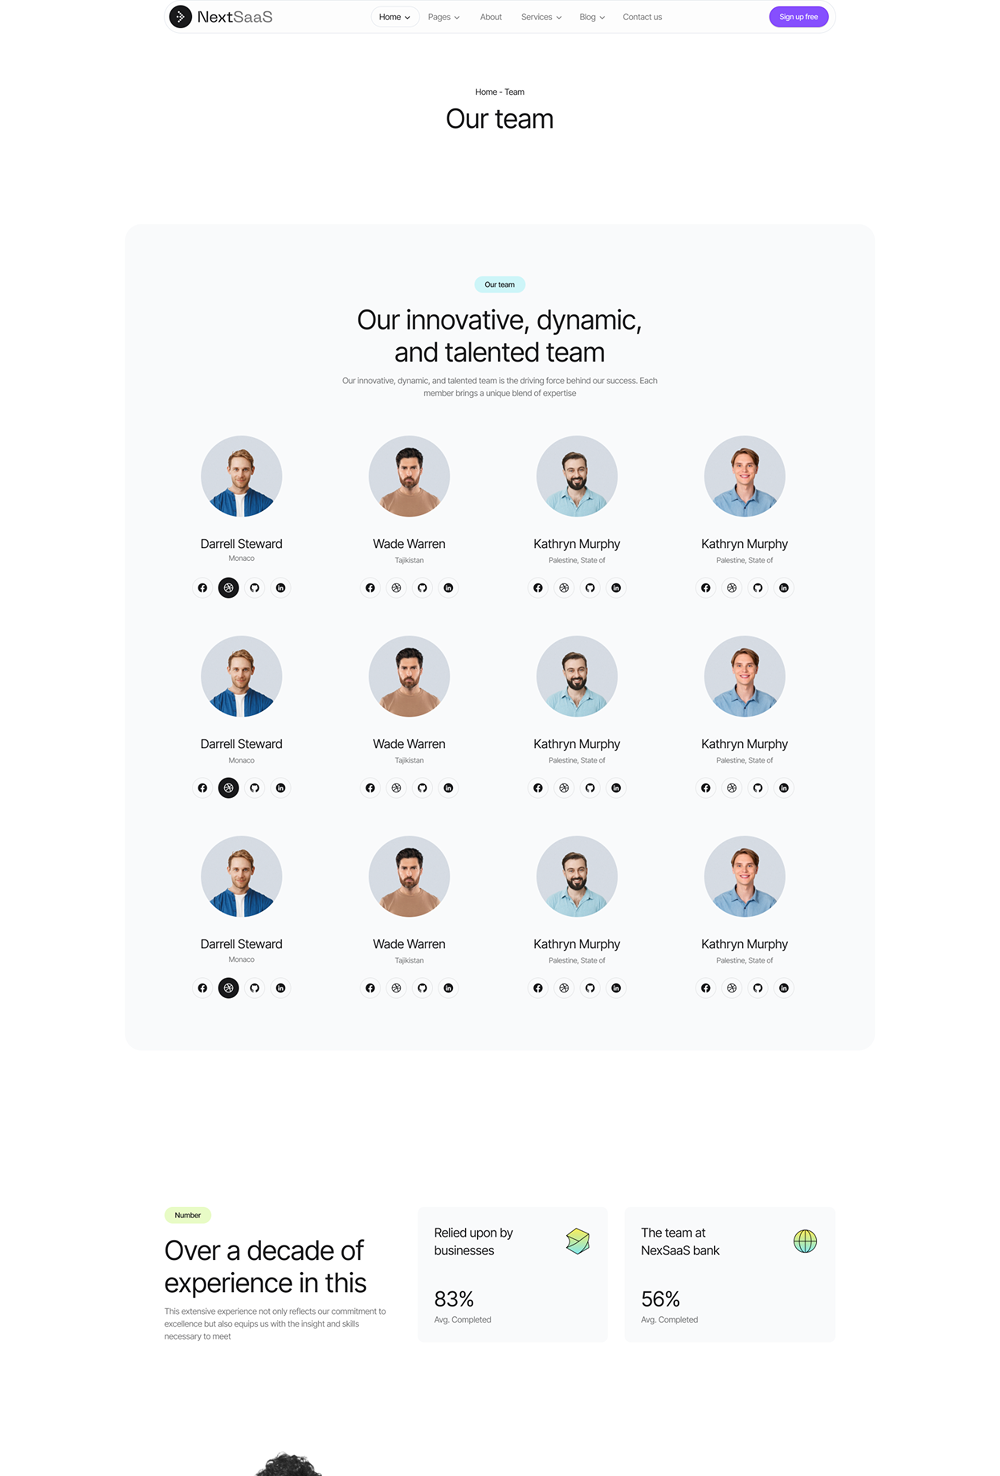 NextSaaS
Home Pages About Services Blog Contact us
Sign up free
Home - Team
Our team
Our team
Our innovative, dynamic,
and talented team
Our innovative, dynamic, and talented team is the driving force behind our success. Each
member brings a unique blend of expertise
Darrell Steward Wade Warren Kathryn Murphy Kathryn Murphy
Monaco Tajikistan Palestine, State of Palestine, State of
Darrell Steward Wade Warren Kathryn Murphy Kathryn Murphy
Monaco Tajikistan Palestine, State of Palestine, State of
Darrell Steward Wade Warren Kathryn Murphy Kathryn Murphy
Monaco Tajikistan Palestine, State of Palestine, State of
Number
Over a decade of
experience in this
This extensive experience not only reflects our commitment to
excellence but also equips us with the insight and skills
necessary to meet
Relied upon by
businesses
83%
Avg. Completed
The team at
NexSaaS bank
56%
Avg. Completed